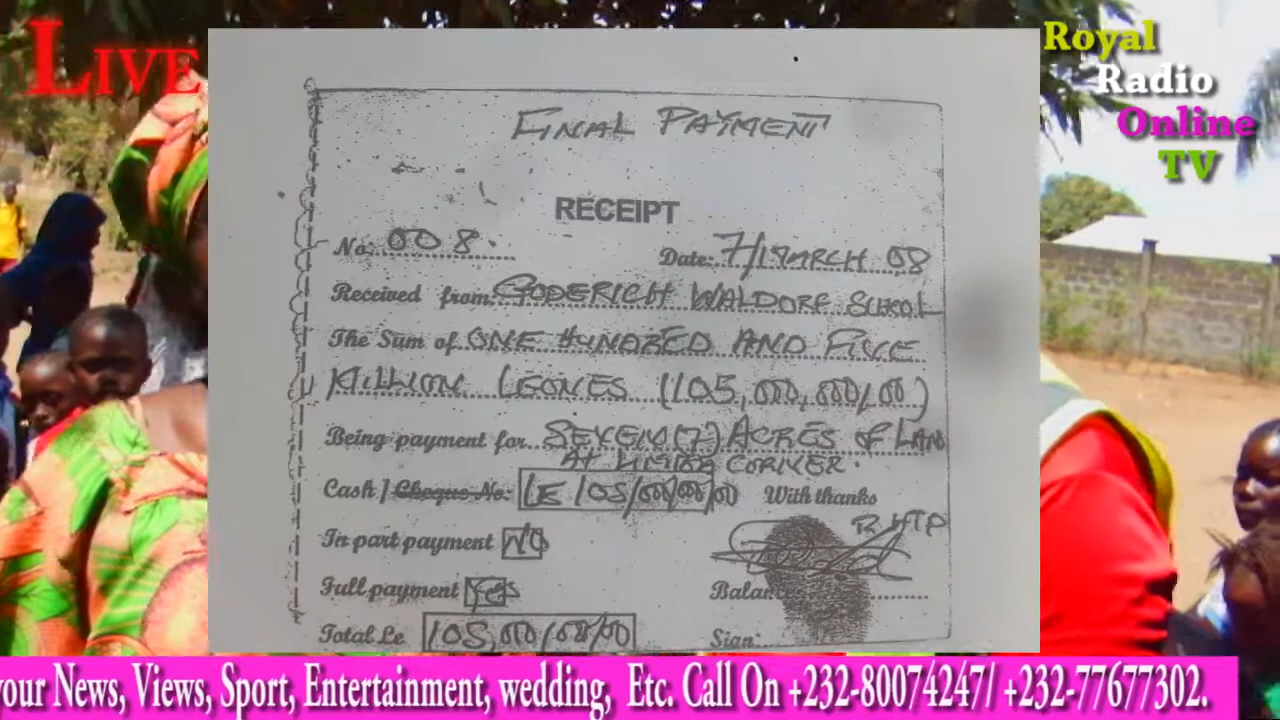 LIVE
Royal
Radio
Online
TV
FINAL PAYMENT
RECEIPT
No: 008.
Date: 7/17 MARCH 08
Received from: GODERICH WALDORF SCHOOL
The Sum of ONE HUNDRED AND FIVE
MILLION LEONES (105,000,000/00)
Being payment for SEVEN (7) ACRES OF LAND
AT LIMBA CORNER.
Cash / Cheque No: LE 105/000/000/00 With thanks
R.H.T.P
In part payment NO
Full payment Yes
Balance
Total Le 105,000/000/00
Sign:
your News, Views, Sport, Entertainment, wedding, Etc. Call On +232-80074247/ +232-77677302.